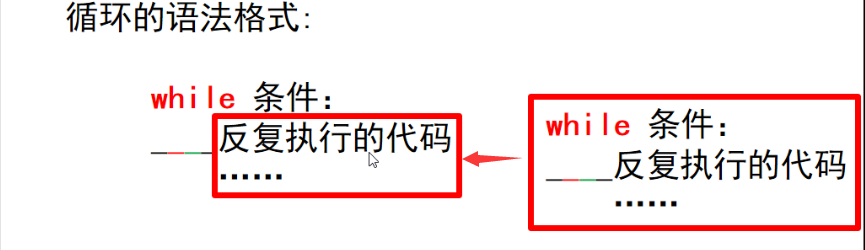 循环的语法格式:
while 条件:
____反复执行的代码
......
while 条件:
____反复执行的代码
......